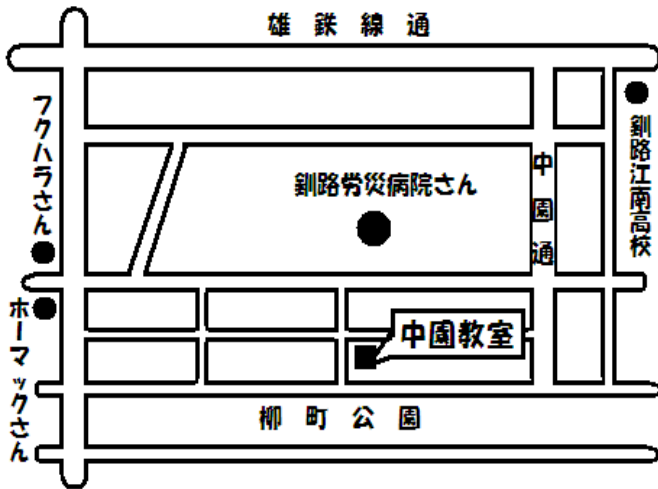 雄鉄線通
フクハラさん
釧路江南高校
中園通
釧路労災病院さん
ホーマックさん
中園教室
柳町公園